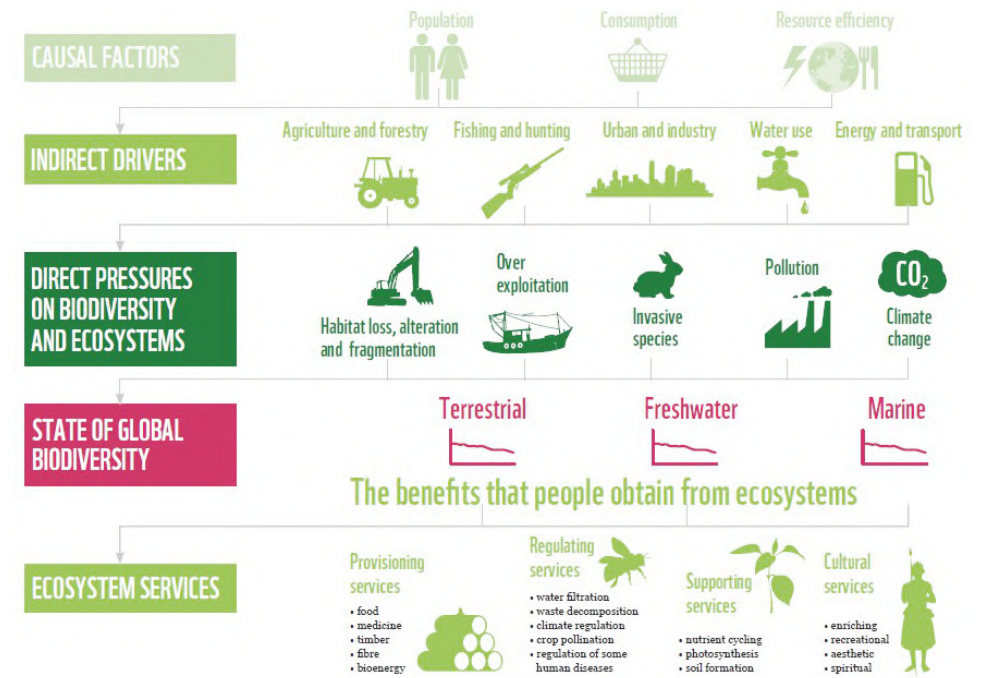 Population
Consumption
Resource efficiency
CAUSAL FACTORS
Agriculture and forestry
Fishing and hunting
Urban and industry
Water use
Energy and transport
INDIRECT DRIVERS
DIRECT PRESSURES
ON BIODIVERSITY
AND ECOSYSTEMS
Habitat loss, alteration
and fragmentation
Over
exploitation
Invasive
species
Pollution
CO2
Climate
change
STATE OF GLOBAL
BIODIVERSITY
Terrestrial
Freshwater
Marine
The benefits that people obtain from ecosystems
ECOSYSTEM SERVICES
Provisioning
services
• food
• medicine
• timber
• fibre
• bioenergy
Regulating
services
• water filtration
• waste decomposition
• climate regulation
• crop pollination
• regulation of some
human diseases
Supporting
services
• nutrient cycling
• photosynthesis
• soil formation
Cultural
services
• enriching
• recreational
• aesthetic
• spiritual